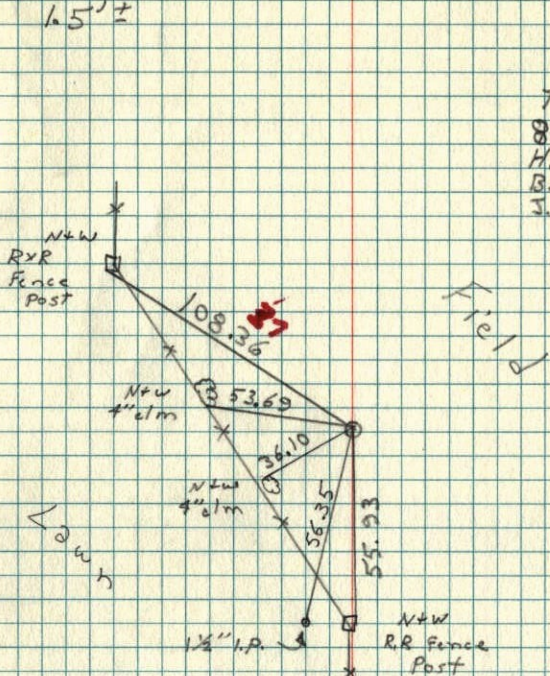 1.5'±
N+W
RxR
Fence
Post
108.36
Field
N+W
4"elm
53.69
36.10
N+W
4"elm
56.35
55.93
Lawn
1½" I.P.
N+W
R.R Fence
Post